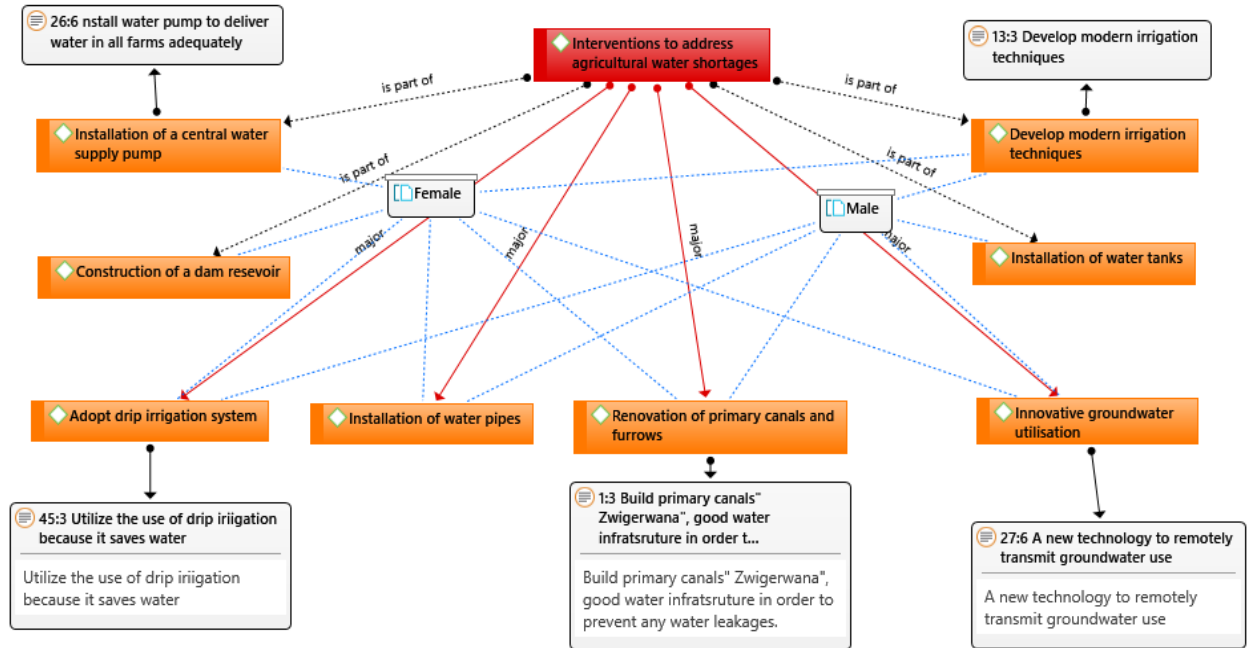 26:6 nstall water pump to deliver
water in all farms adequately
Interventions to address
agricultural water shortages
13:3 Develop modern irrigation
techniques
is part of
is part of
Installation of a central water
supply pump
Develop modern irrigation
techniques
is part of
is part of
Female
Male
major
major
major
major
Construction of a dam resevoir
Installation of water tanks
Adopt drip irrigation system
Installation of water pipes
Renovation of primary canals and
furrows
Innovative groundwater
utilisation
45:3 Utilize the use of drip iriigation
because it saves water
Utilize the use of drip iriigation
because it saves water
1:3 Build primary canals"
Zwigerwana", good water
infratsruture in order t...
Build primary canals" Zwigerwana",
good water infratsruture in order to
prevent any water leakages.
27:6 A new technology to remotely
transmit groundwater use
A new technology to remotely
transmit groundwater use